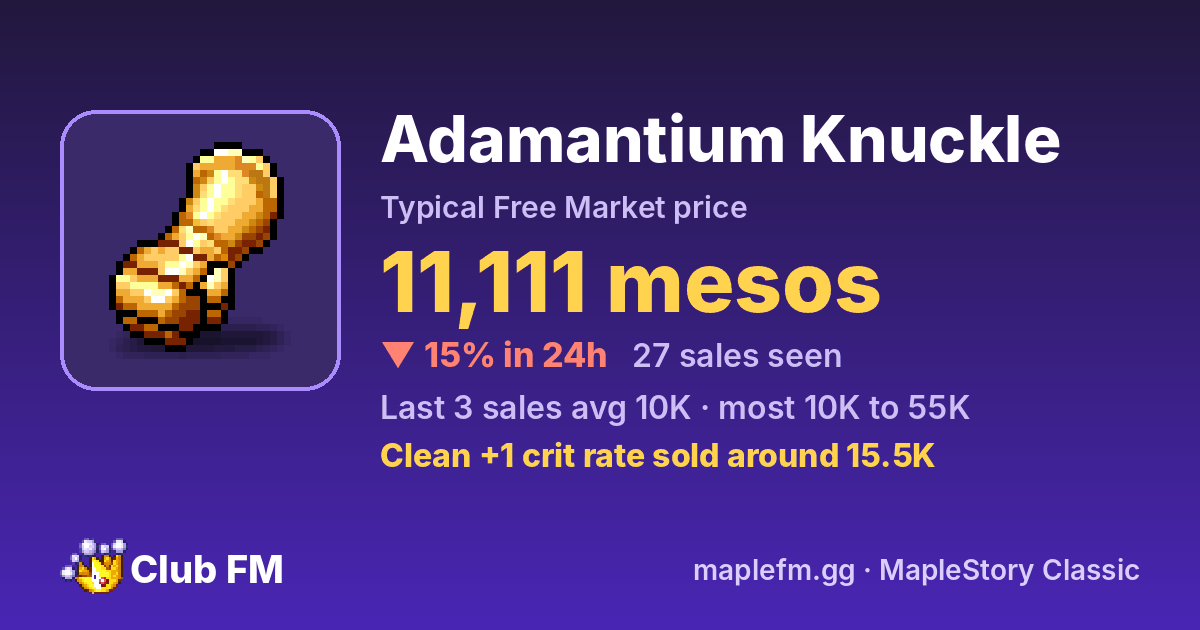 Adamantium Knuckle
Typical Free Market price
11,111 mesos
▼ 15% in 24h 27 sales seen
Last 3 sales avg 10K · most 10K to 55K
Clean +1 crit rate sold around 15.5K
Club FM
maplefm.gg · MapleStory Classic